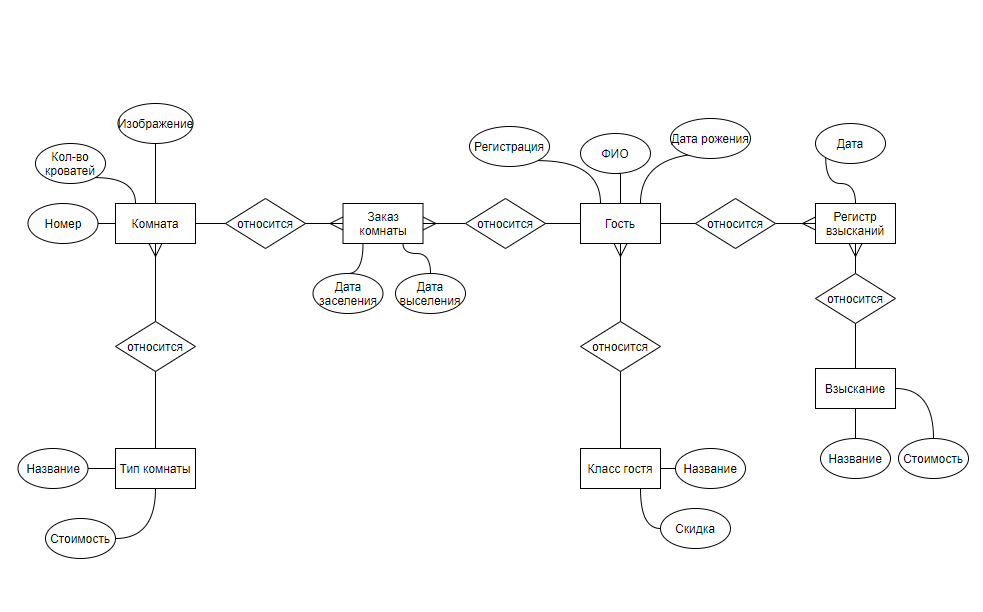 Изображение
Кол-во
кроватей
Номер
Комната
относится
Заказ
комнаты
относится
Регистрация
ФИО
Дата рожения
Гость
относится
Дата
Регистр
взысканий
Дата
заселения
Дата
выселения
относится
относится
относится
Взыскание
Название
Стоимость
Название
Тип комнаты
Стоимость
Класс гостя
Название
Скидка